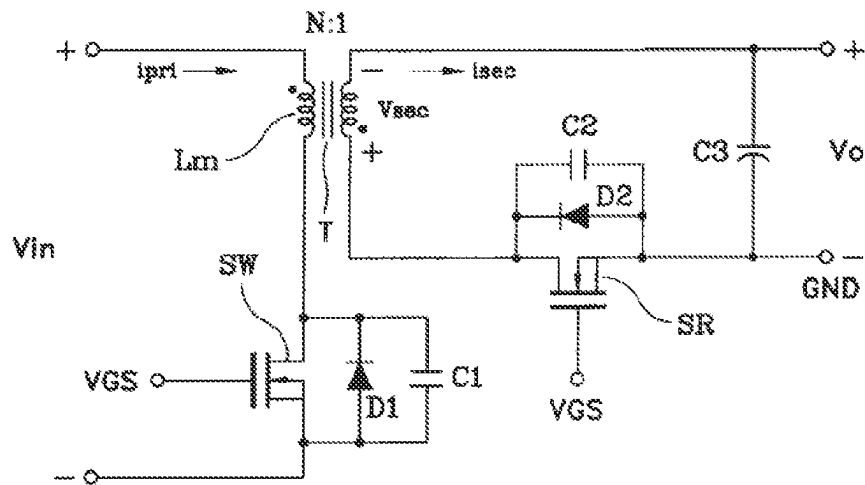 N:1
+
ipri
−
isec
+
Vsec
Lm
+
C2
C3
Vo
D2
T
Vin
SW
−
GND
SR
VGS
D1
C1
VGS
−